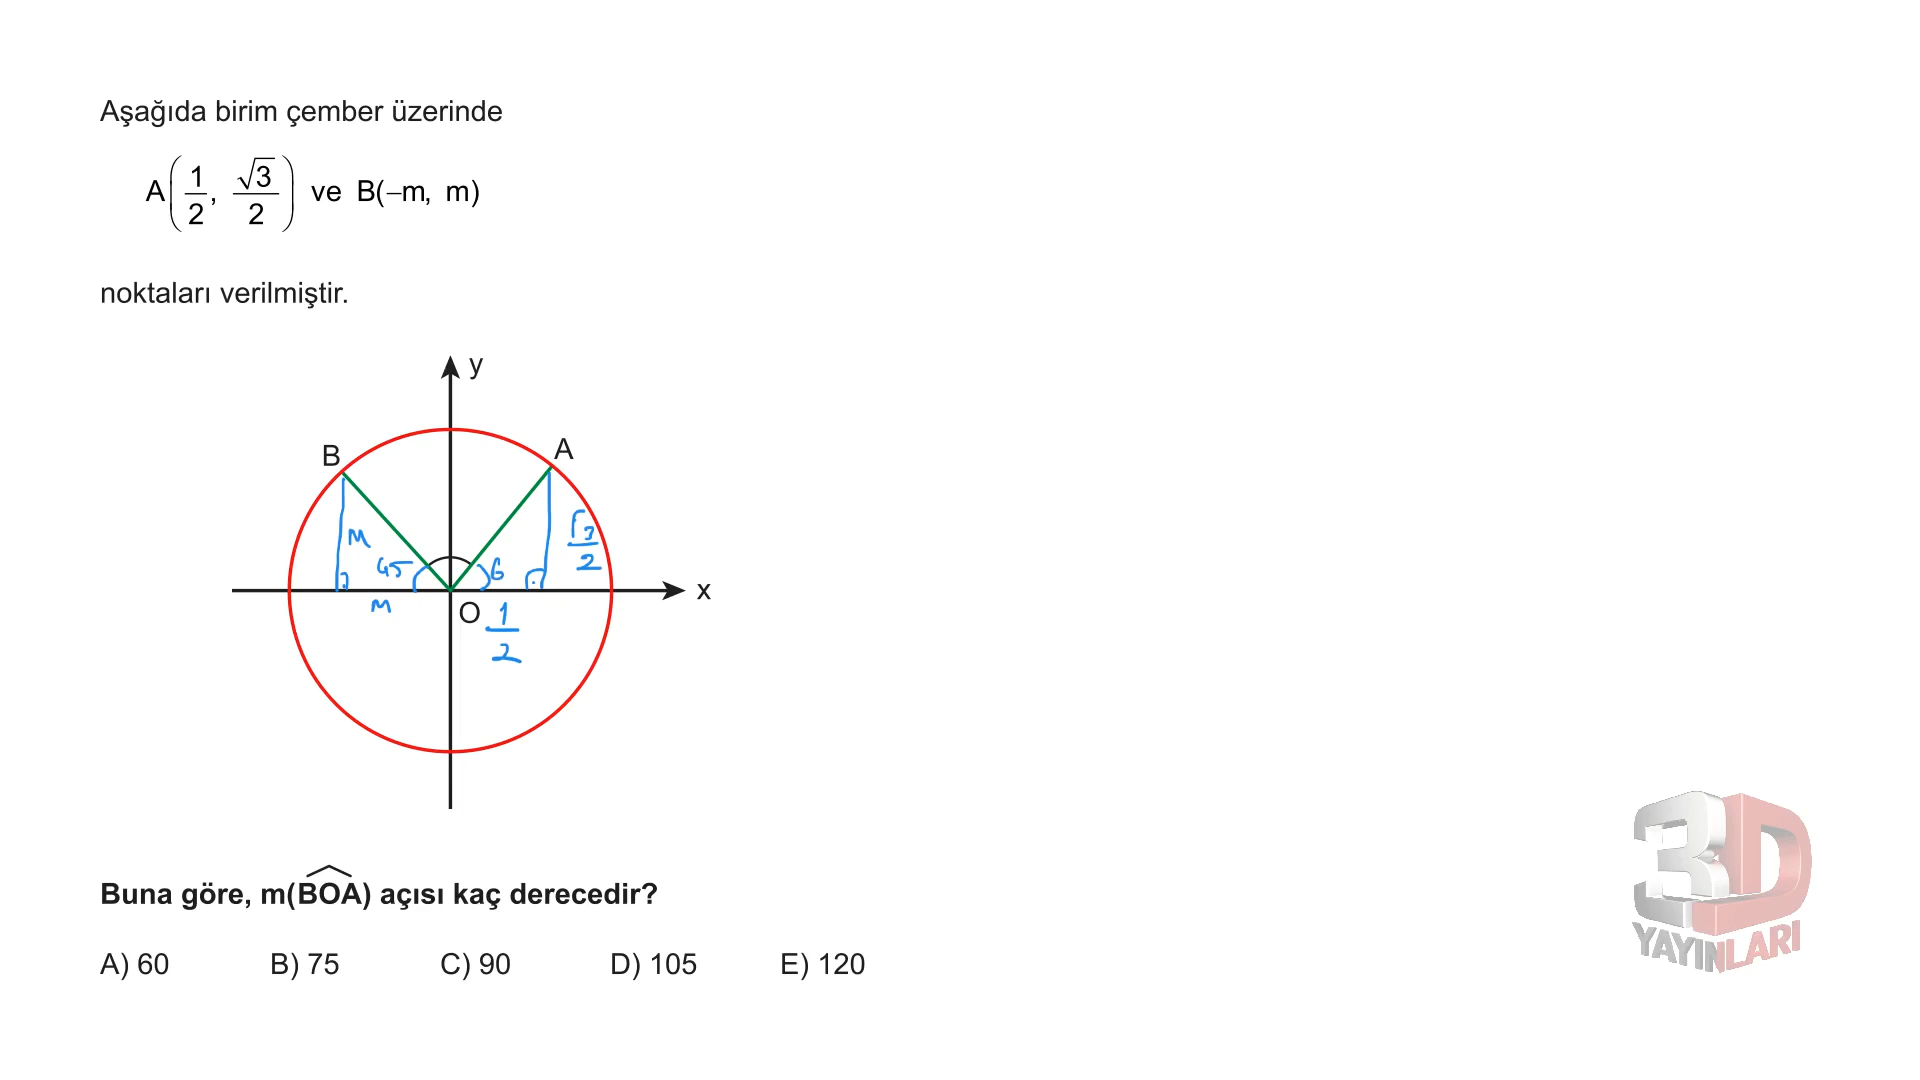 Aşağıda birim çember üzerinde
A(1/2, √3/2) ve B(–m, m)
noktaları verilmiştir.
y
B
A
M
45
6
√3/2
x
M
O
1/2
Buna göre, m(BOA) açısı kaç derecedir?
A) 60 B) 75 C) 90 D) 105 E) 120
3D
YAYINLARI